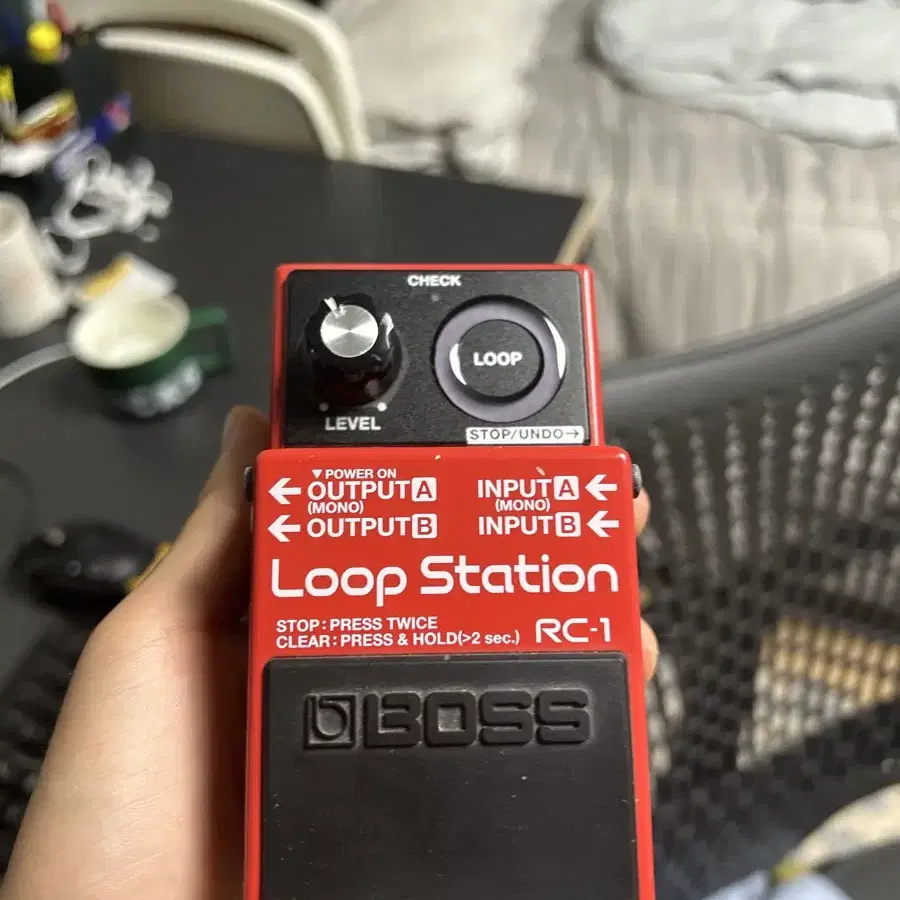 CHECK
LOOP
LEVEL
STOP/UNDO→
▼POWER ON
←OUTPUT A
(MONO)
←OUTPUT B
INPUT A←
(MONO)
INPUT B←
Loop Station
STOP : PRESS TWICE
CLEAR : PRESS & HOLD(>2 sec.)
RC-1
BOSS